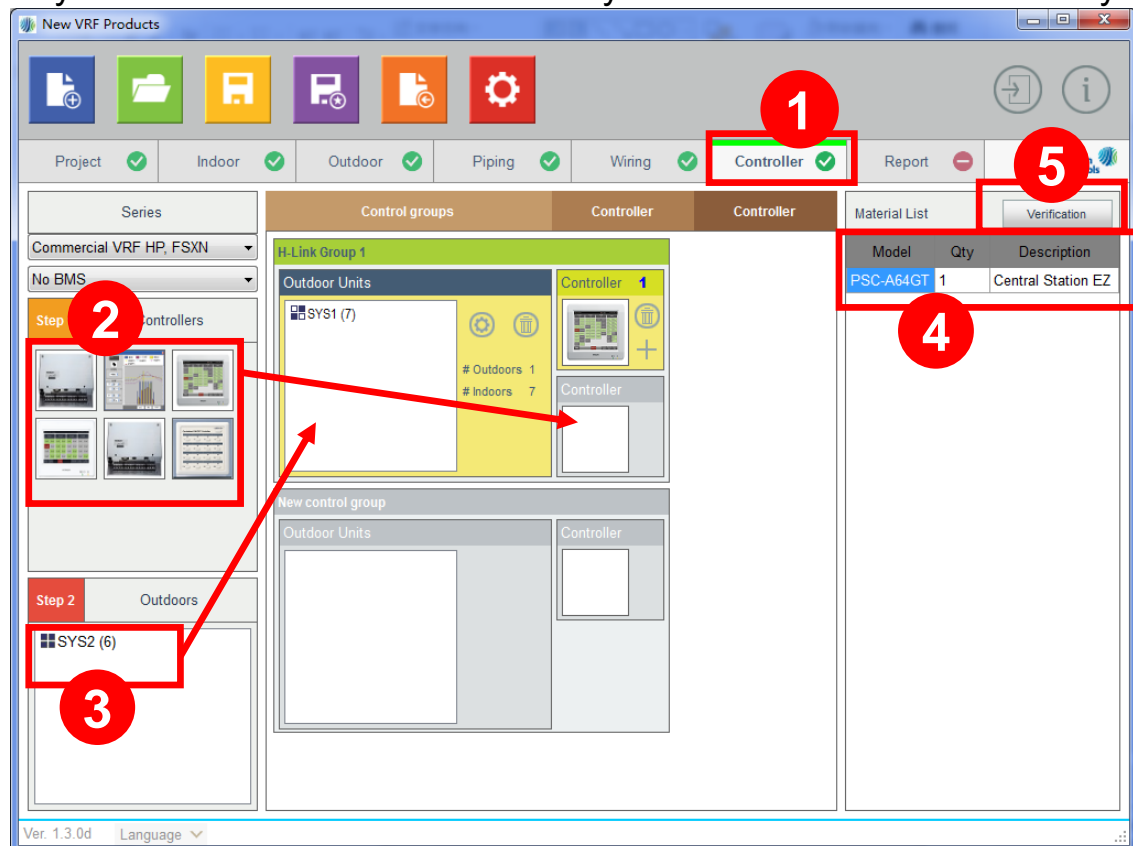 New VRF Products
1
Project
Indoor
Outdoor
Piping
Wiring
Controller
Report
5
Series
Control groups
Controller
Controller
Material List
Verification
Commercial VRF HP, FSXN
No BMS
H-Link Group 1
Model Qty Description
PSC-A64GT 1 Central Station EZ
Outdoor Units
Controller 1
Step
2
Controllers
SYS1 (7)
4
# Outdoors 1
# Indoors 7
Controller
New control group
Outdoor Units
Controller
Step 2
Outdoors
SYS2 (6)
3
Ver. 1.3.0d
Language